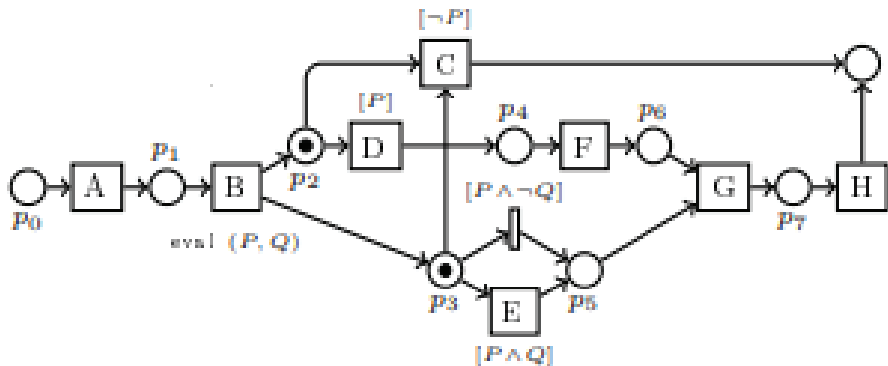 [¬P]
C
[P]
p4
p6
D
F
p1
p2
[P∧¬Q]
A
B
G
H
p0
eval (P, Q)
p7
p3
p5
E
[P∧Q]